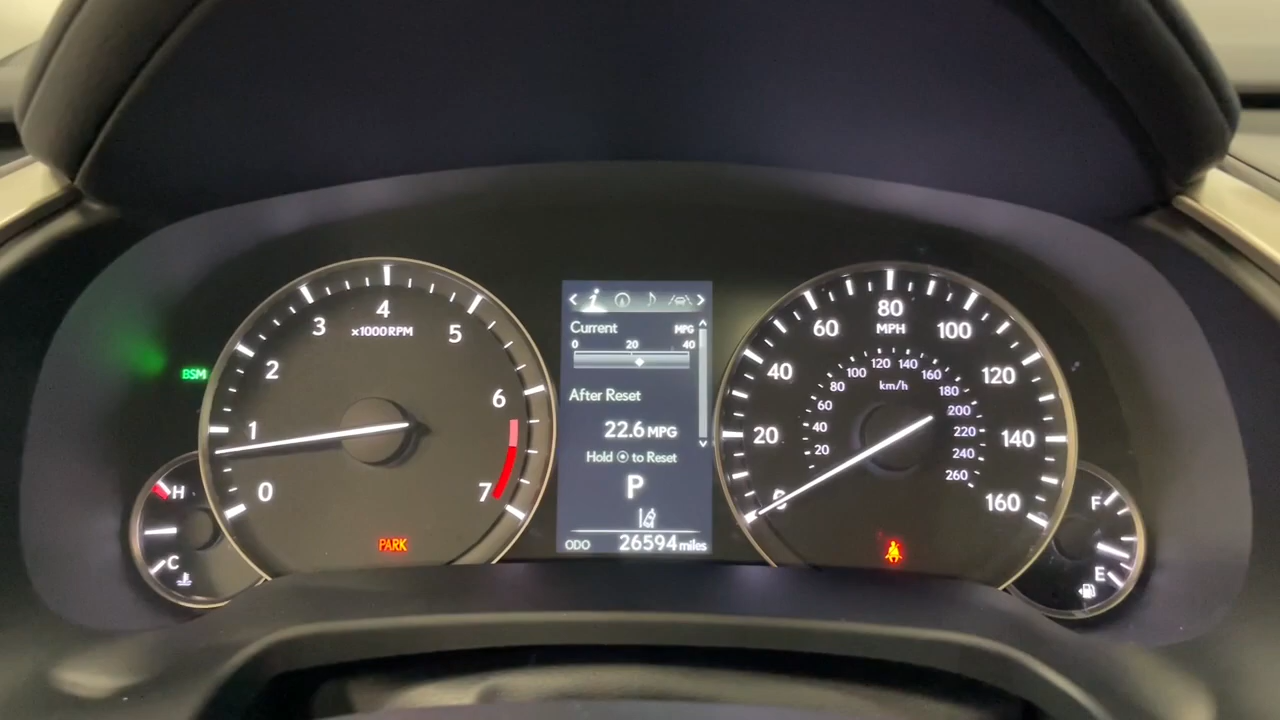 BSM
0
1
2
3
4
5
6
7
x1000RPM
PARK
H
C
Current MPG
0 20 40
After Reset
22.6 MPG
Hold to Reset
P
ODO 26594 miles
0
20
40
60
80
100
120
140
160
MPH
km/h
20
40
60
80
100
120
140
160
180
200
220
240
260
F
E